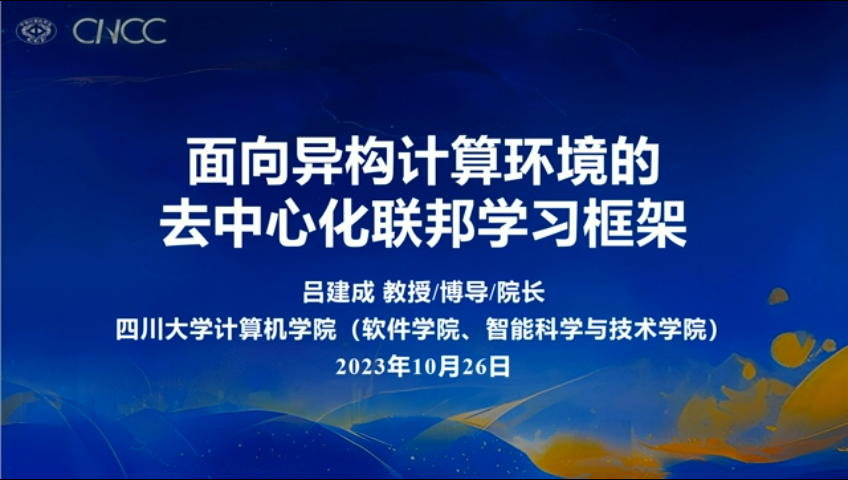 CNCC
面向异构计算环境的
去中心化联邦学习框架
吕建成 教授/博导/院长
四川大学计算机学院（软件学院、智能科学与技术学院）
2023年10月26日